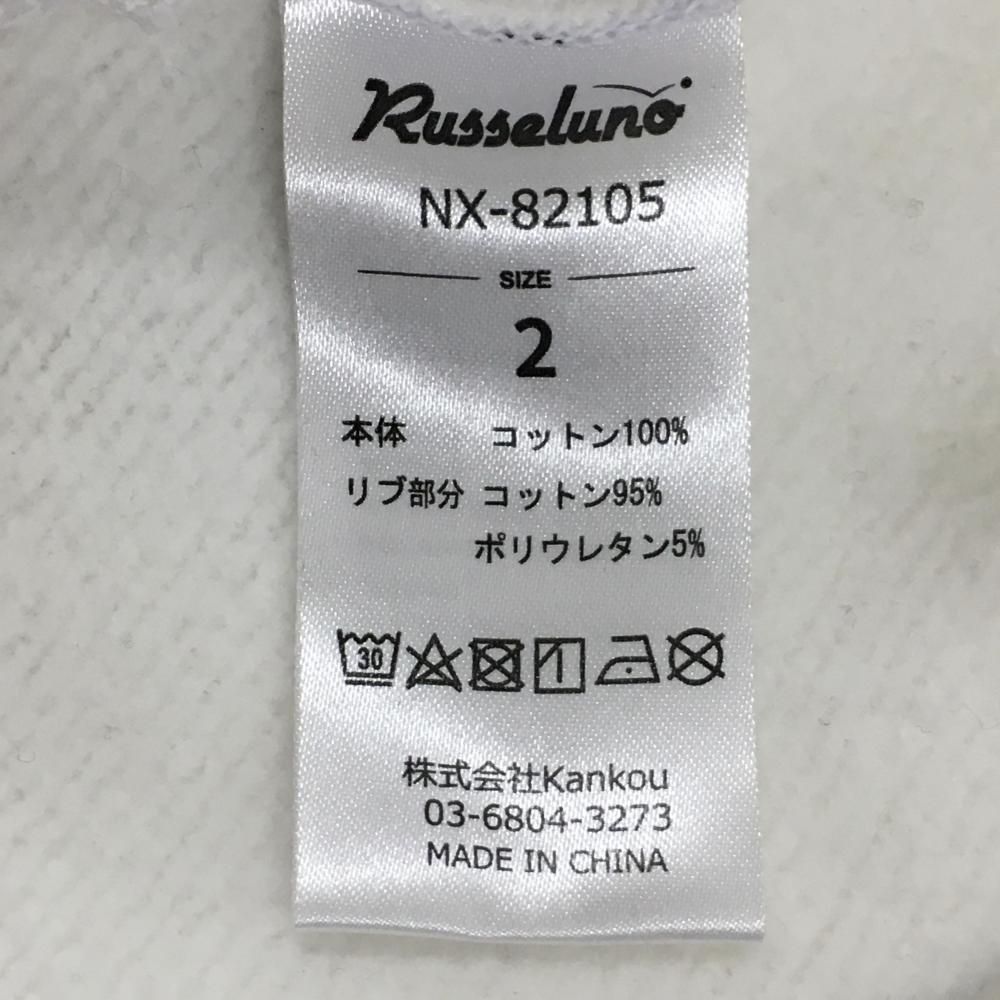 Russeluno
NX-82105
SIZE
2
本体 コットン100%
リブ部分 コットン95%
ポリウレタン5%
30
株式会社Kankou
03-6804-3273
MADE IN CHINA